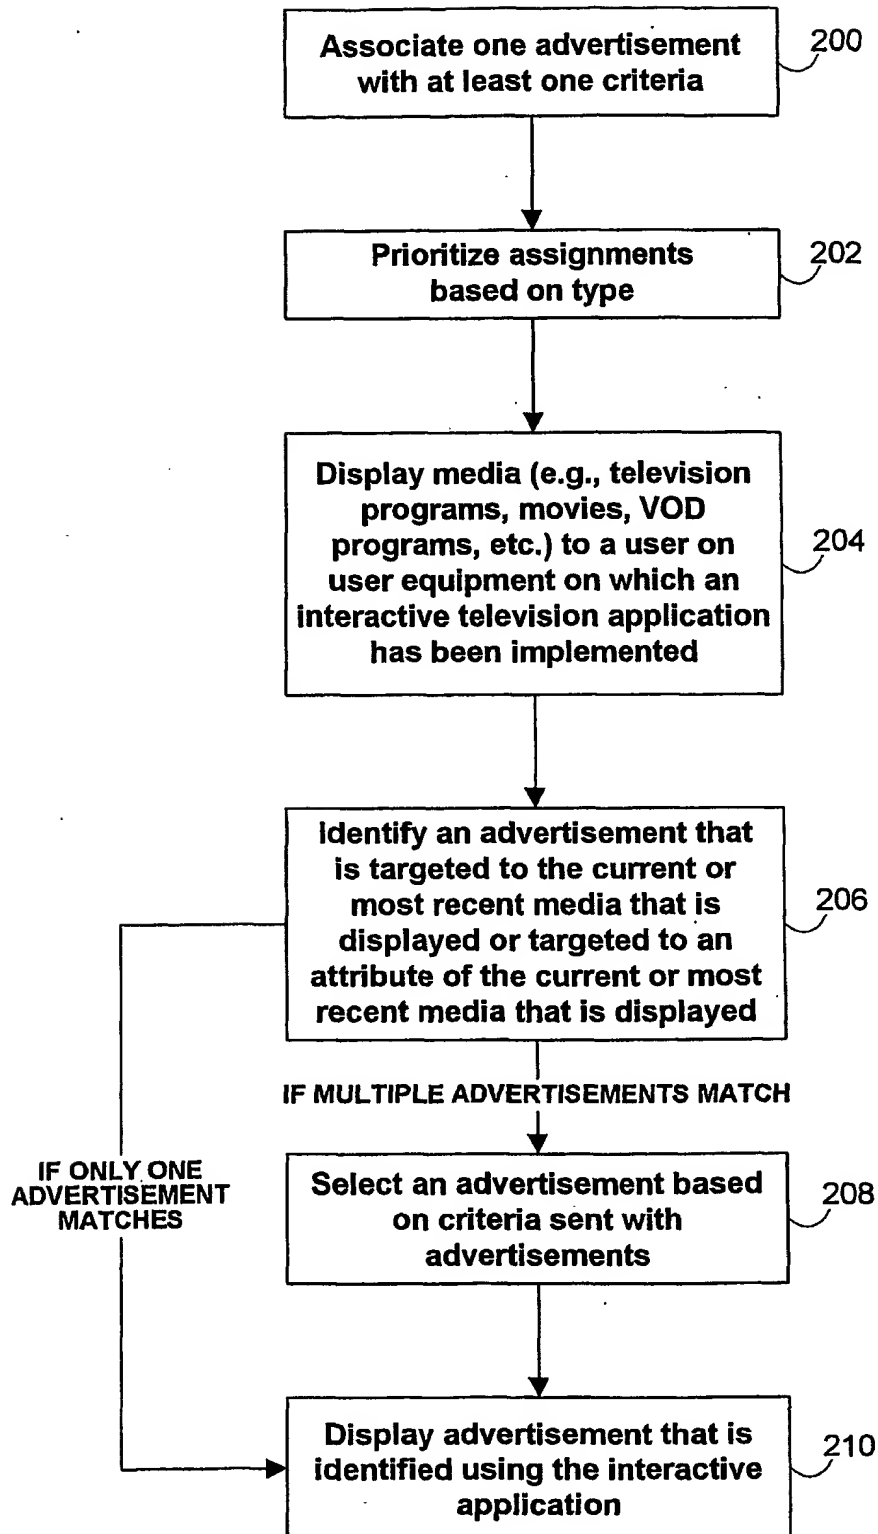 Associate one advertisement
with at least one criteria
200
Prioritize assignments
based on type
202
Display media (e.g., television
programs, movies, VOD
programs, etc.) to a user on
user equipment on which an
interactive television application
has been implemented
204
Identify an advertisement that
is targeted to the current or
most recent media that is
displayed or targeted to an
attribute of the current or most
recent media that is displayed
206
IF MULTIPLE ADVERTISEMENTS MATCH
IF ONLY ONE
ADVERTISEMENT
MATCHES
Select an advertisement based
on criteria sent with
advertisements
208
Display advertisement that is
identified using the interactive
application
210